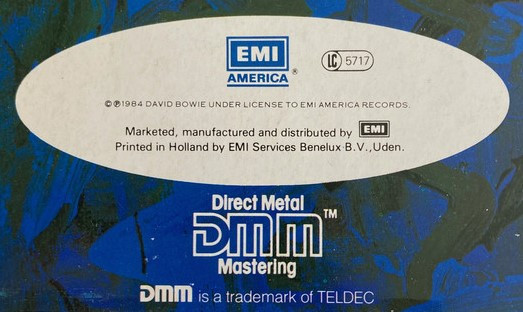 EMI
AMERICA®
LC 5717
©℗1984 DAVID BOWIE UNDER LICENSE TO EMI AMERICA RECORDS.
Marketed, manufactured and distributed by EMI
Printed in Holland by EMI Services Benelux B.V., Uden.
Direct Metal
DMM™
Mastering
DMM™ is a trademark of TELDEC